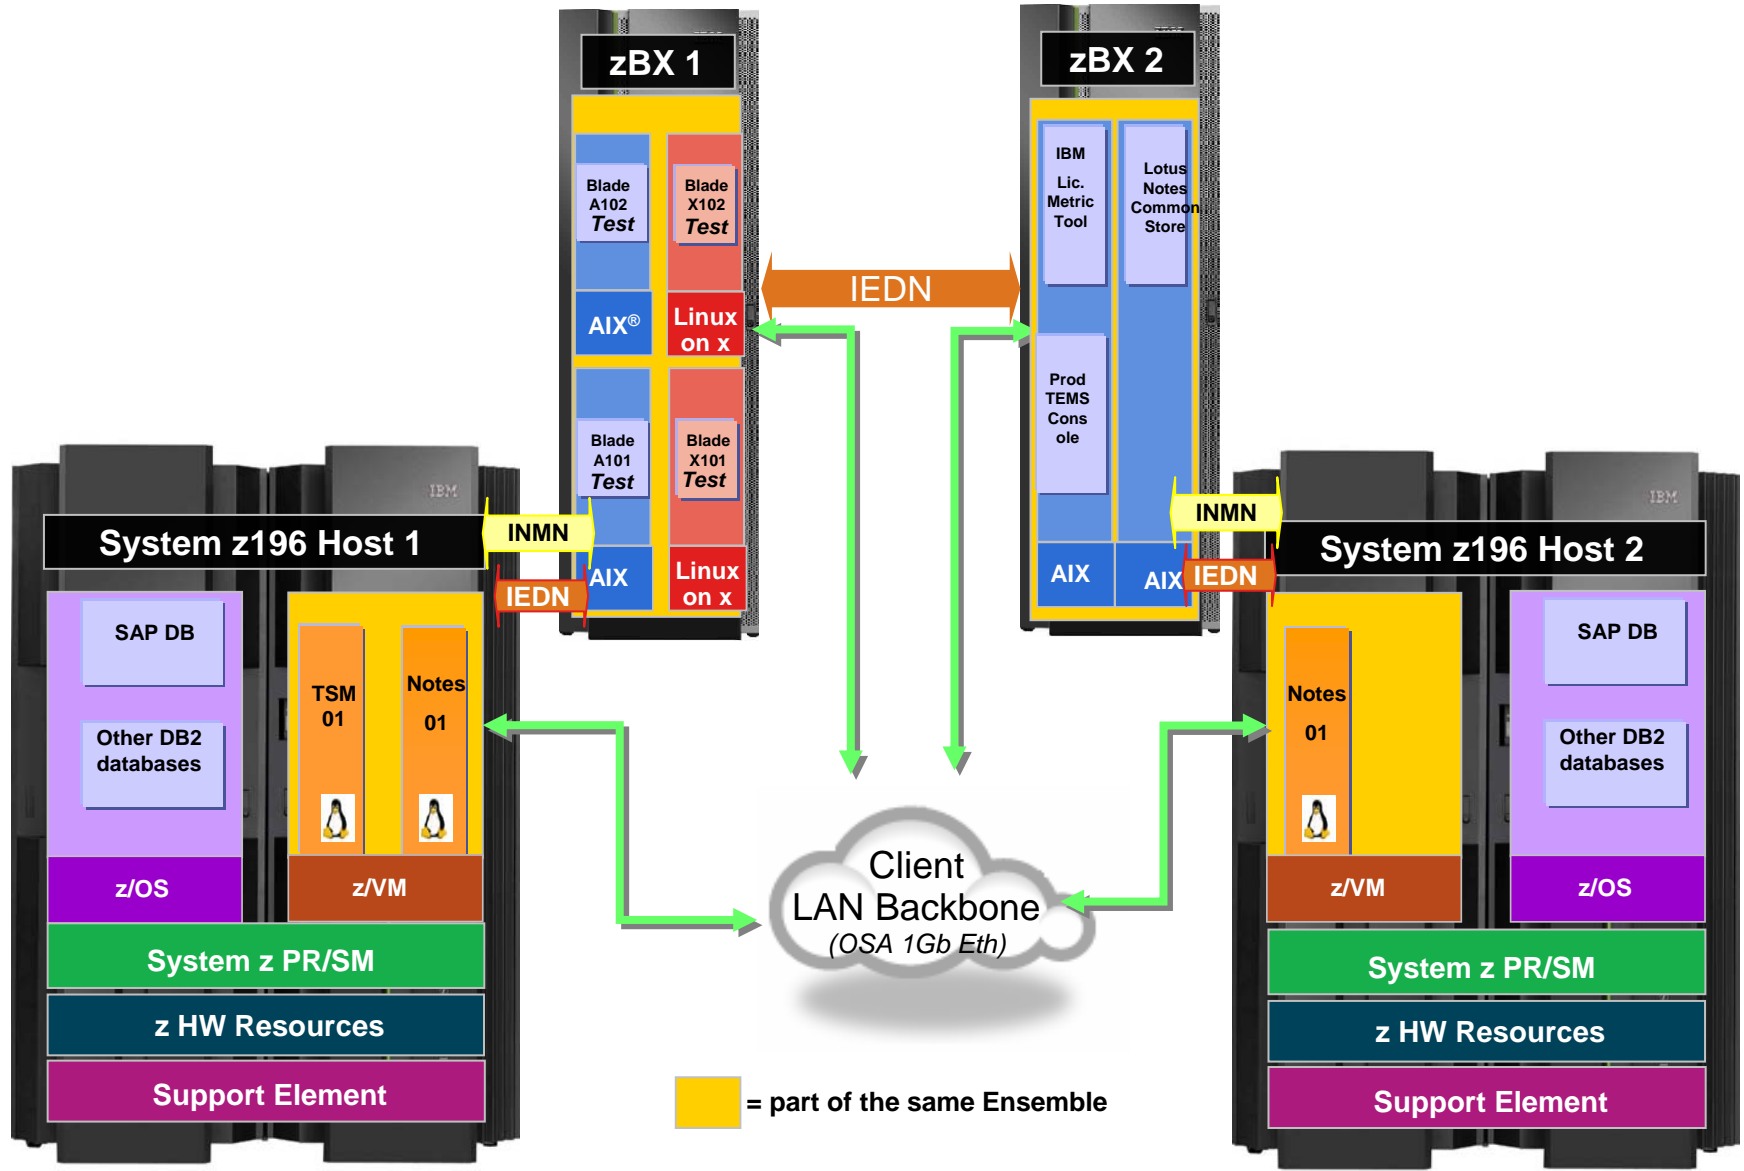 zBX 1
zBX 2
Blade
A102
Test
Blade
X102
Test
IBM
Lic.
Metric
Tool
Lotus
Notes
Common
Store
IEDN
AIX®
Linux
on x
Prod
TEMS
Cons
ole
Blade
A101
Test
Blade
X101
Test
IBM
IBM
System z196 Host 1
INMN
IEDN
AIX
Linux
on x
AIX
AIX
INMN
IEDN
System z196 Host 2
SAP DB
Other DB2
databases
TSM
01
Notes
01
Notes
01
SAP DB
Other DB2
databases
z/OS
z/VM
Client
LAN Backbone
(OSA 1Gb Eth)
z/VM
z/OS
System z PR/SM
System z PR/SM
z HW Resources
z HW Resources
Support Element
= part of the same Ensemble
Support Element